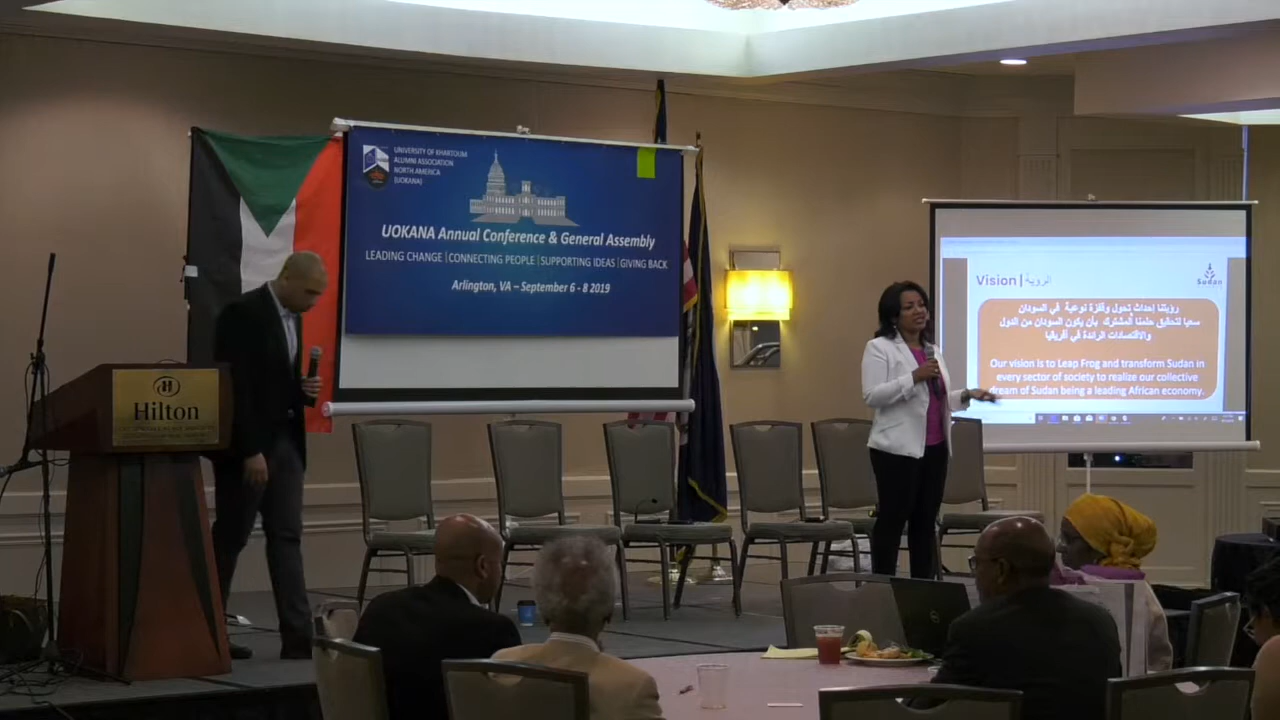 UNIVERSITY OF KHARTOUM
ALUMNI ASSOCIATION
NORTH AMERICA
(UOKANA)
UOKANA Annual Conference & General Assembly
LEADING CHANGE | CONNECTING PEOPLE | SUPPORTING IDEAS | GIVING BACK
Arlington, VA – September 6 - 8 2019
H
Hilton
Vision | الرؤية
Sudan
رؤيتنا إحداث تحول وقفزة نوعية في السودان
سعيا لتحقيق حلمنا المشترك بأن يكون السودان من الدول
والاقتصادات الرائدة في أفريقيا
Our vision is to Leap Frog and transform Sudan in
every sector of society to realize our collective
dream of Sudan being a leading African economy.